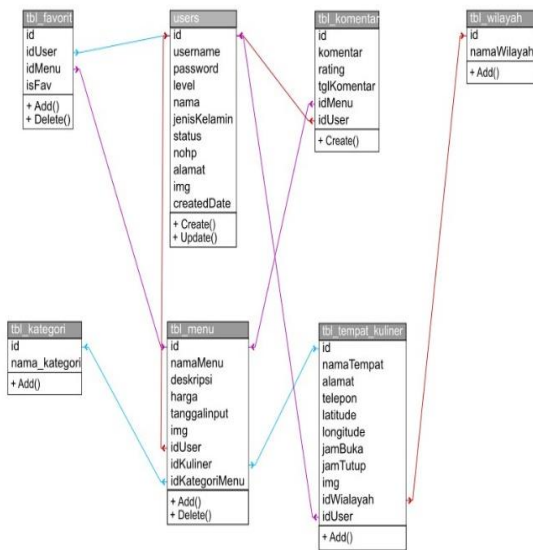 tbl_favorit
id
idUser
idMenu
isFav
+ Add()
+ Delete()
users
id
username
password
level
nama
jenisKelamin
status
nohp
alamat
img
createdDate
+ Create()
+ Update()
tbl_komentar
id
komentar
rating
tglKomentar
idMenu
idUser
+ Create()
tbl_wilayah
id
namaWilayah
+ Add()
tbl_kategori
id
nama_kategori
+ Add()
tbl_menu
id
namaMenu
deskripsi
harga
tanggalinput
img
idUser
idKuliner
idKategoriMenu
+ Add()
+ Delete()
tbl_tempat_kuliner
id
namaTempat
alamat
telepon
latitude
longitude
jamBuka
jamTutup
img
idWialayah
idUser
+ Add()